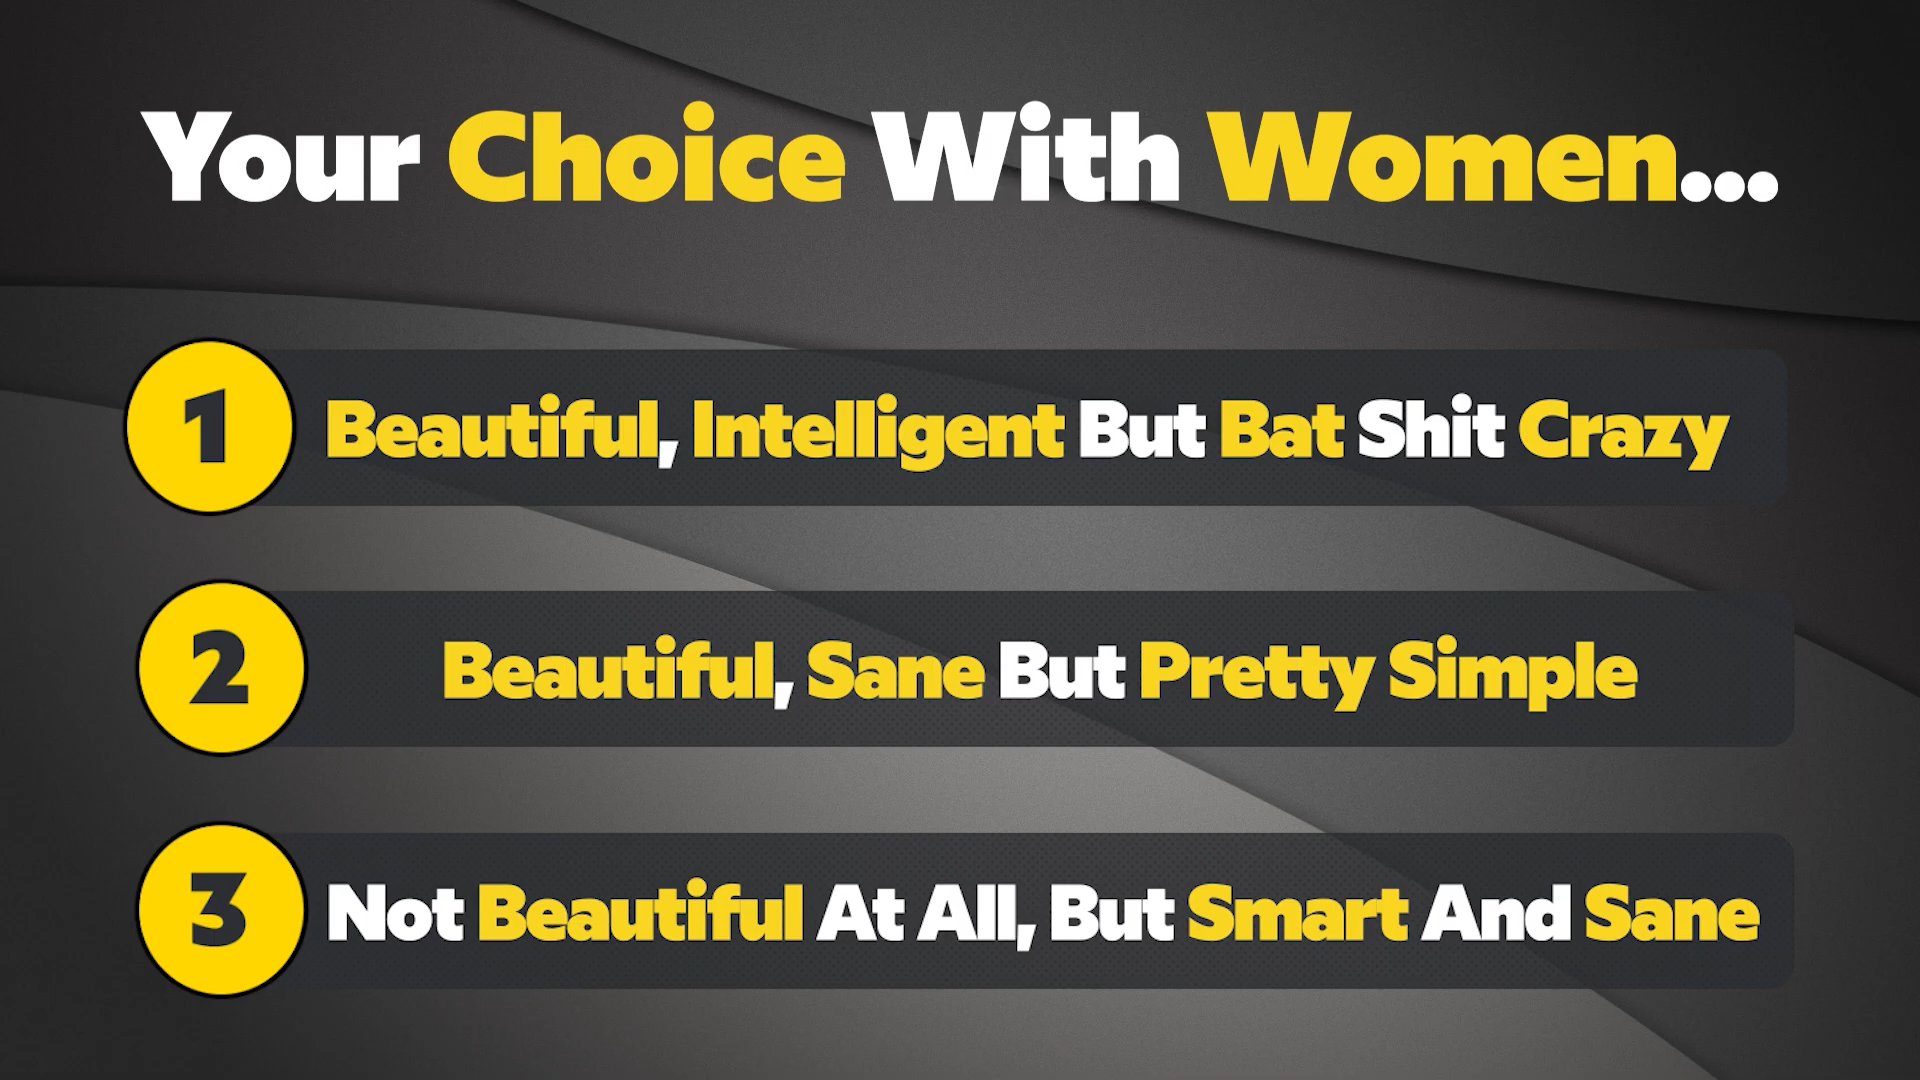 Your Choice With Women...
1
Beautiful, Intelligent But Bat Shit Crazy
2
Beautiful, Sane But Pretty Simple
3
Not Beautiful At All, But Smart And Sane